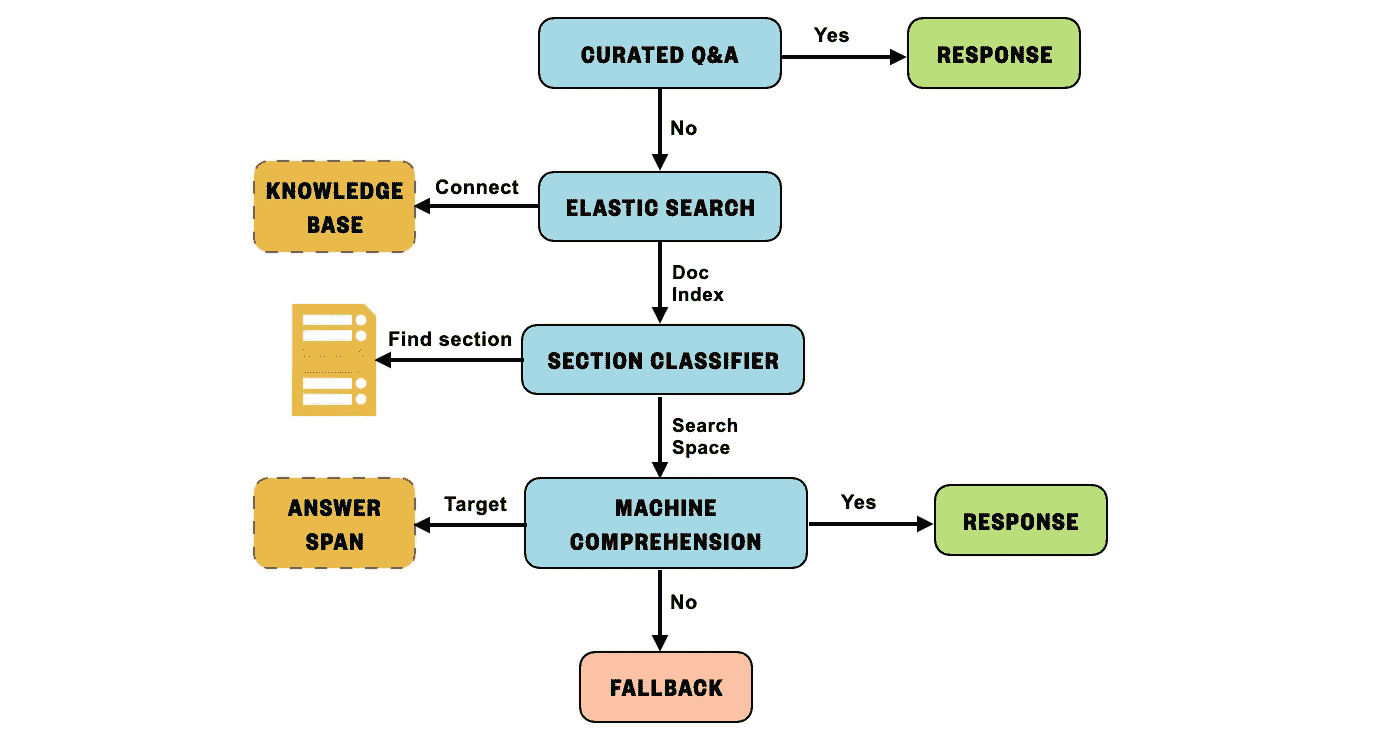 CURATED Q&A
Yes
RESPONSE
No
KNOWLEDGE
BASE
Connect
ELASTIC SEARCH
Doc
Index
Find section
SECTION CLASSIFIER
Search
Space
ANSWER
SPAN
Target
MACHINE
COMPREHENSION
Yes
RESPONSE
No
FALLBACK